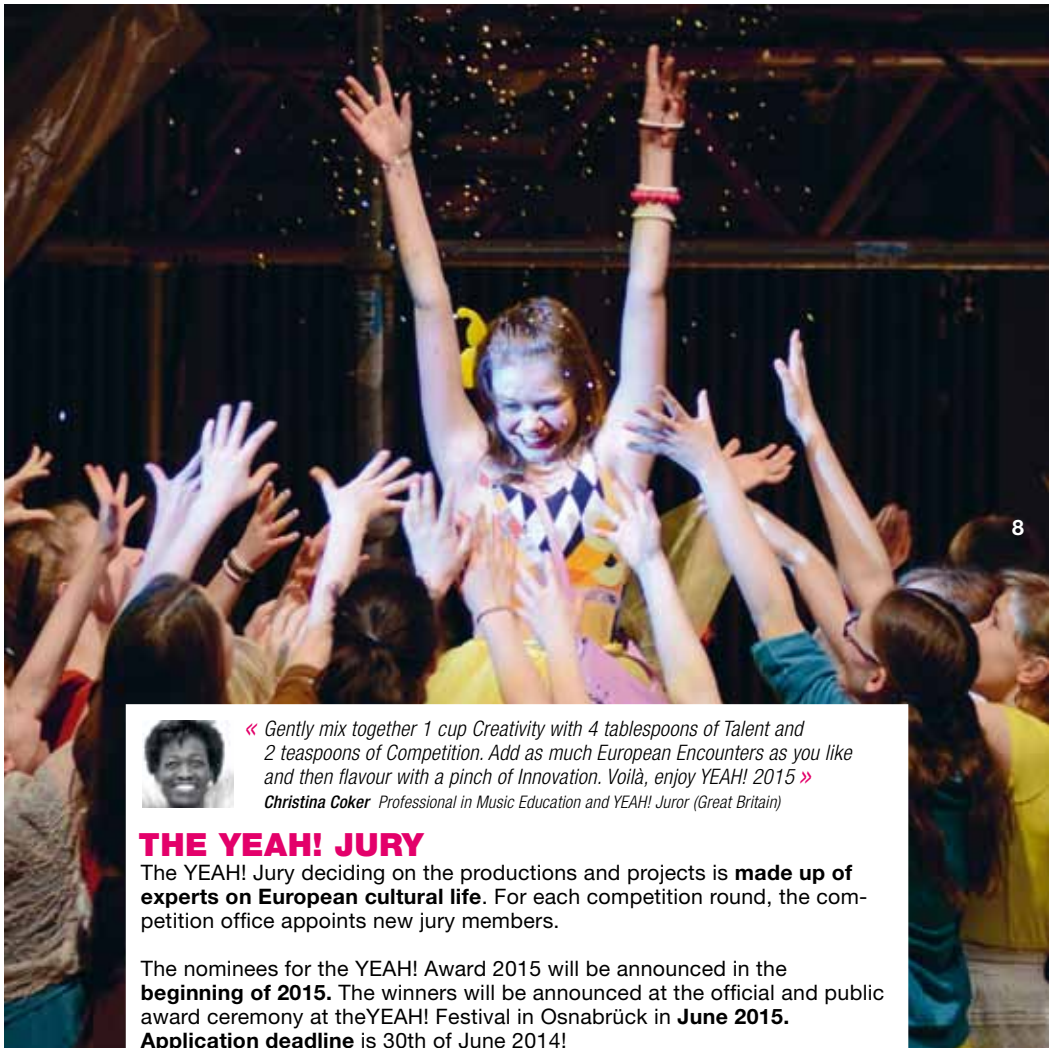 8
« Gently mix together 1 cup Creativity with 4 tablespoons of Talent and
2 teaspoons of Competition. Add as much European Encounters as you like
and then flavour with a pinch of Innovation. Voilà, enjoy YEAH! 2015 »
Christina Coker Professional in Music Education and YEAH! Juror (Great Britain)
THE YEAH! JURY
The YEAH! Jury deciding on the productions and projects is made up of
experts on European cultural life. For each competition round, the com-
petition office appoints new jury members.
The nominees for the YEAH! Award 2015 will be announced in the
beginning of 2015. The winners will be announced at the official and public
award ceremony at theYEAH! Festival in Osnabrück in June 2015.
Application deadline is 30th of June 2014!